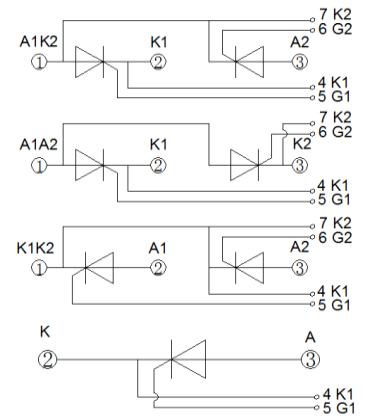 7 K2
6 G2
A1K2 K1 A2
① ② ③
4 K1
5 G1
7 K2
6 G2
A1A2 K1 K2
① ② ③
4 K1
5 G1
7 K2
6 G2
K1K2 A1 A2
① ② ③
4 K1
5 G1
K A
② ③
4 K1
5 G1